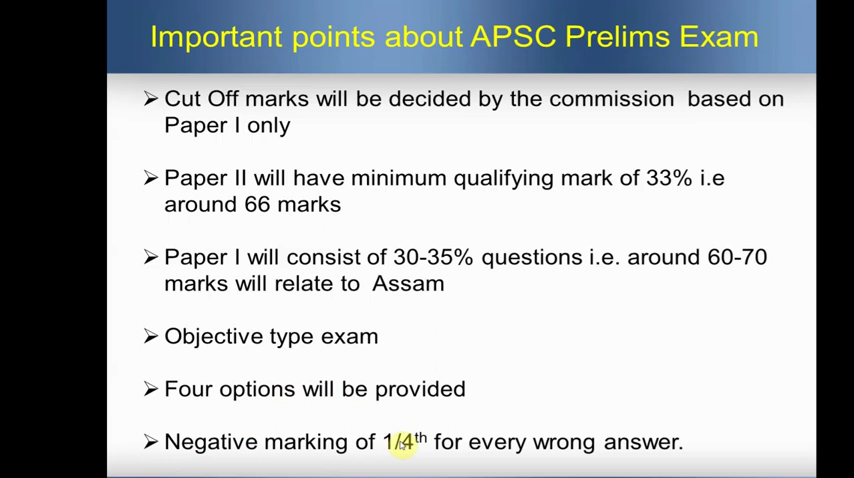 Important points about APSC Prelims Exam
➢ Cut Off marks will be decided by the commission based on
Paper I only
➢ Paper II will have minimum qualifying mark of 33% i.e
around 66 marks
➢ Paper I will consist of 30-35% questions i.e. around 60-70
marks will relate to Assam
➢ Objective type exam
➢ Four options will be provided
➢ Negative marking of 1/4th for every wrong answer.